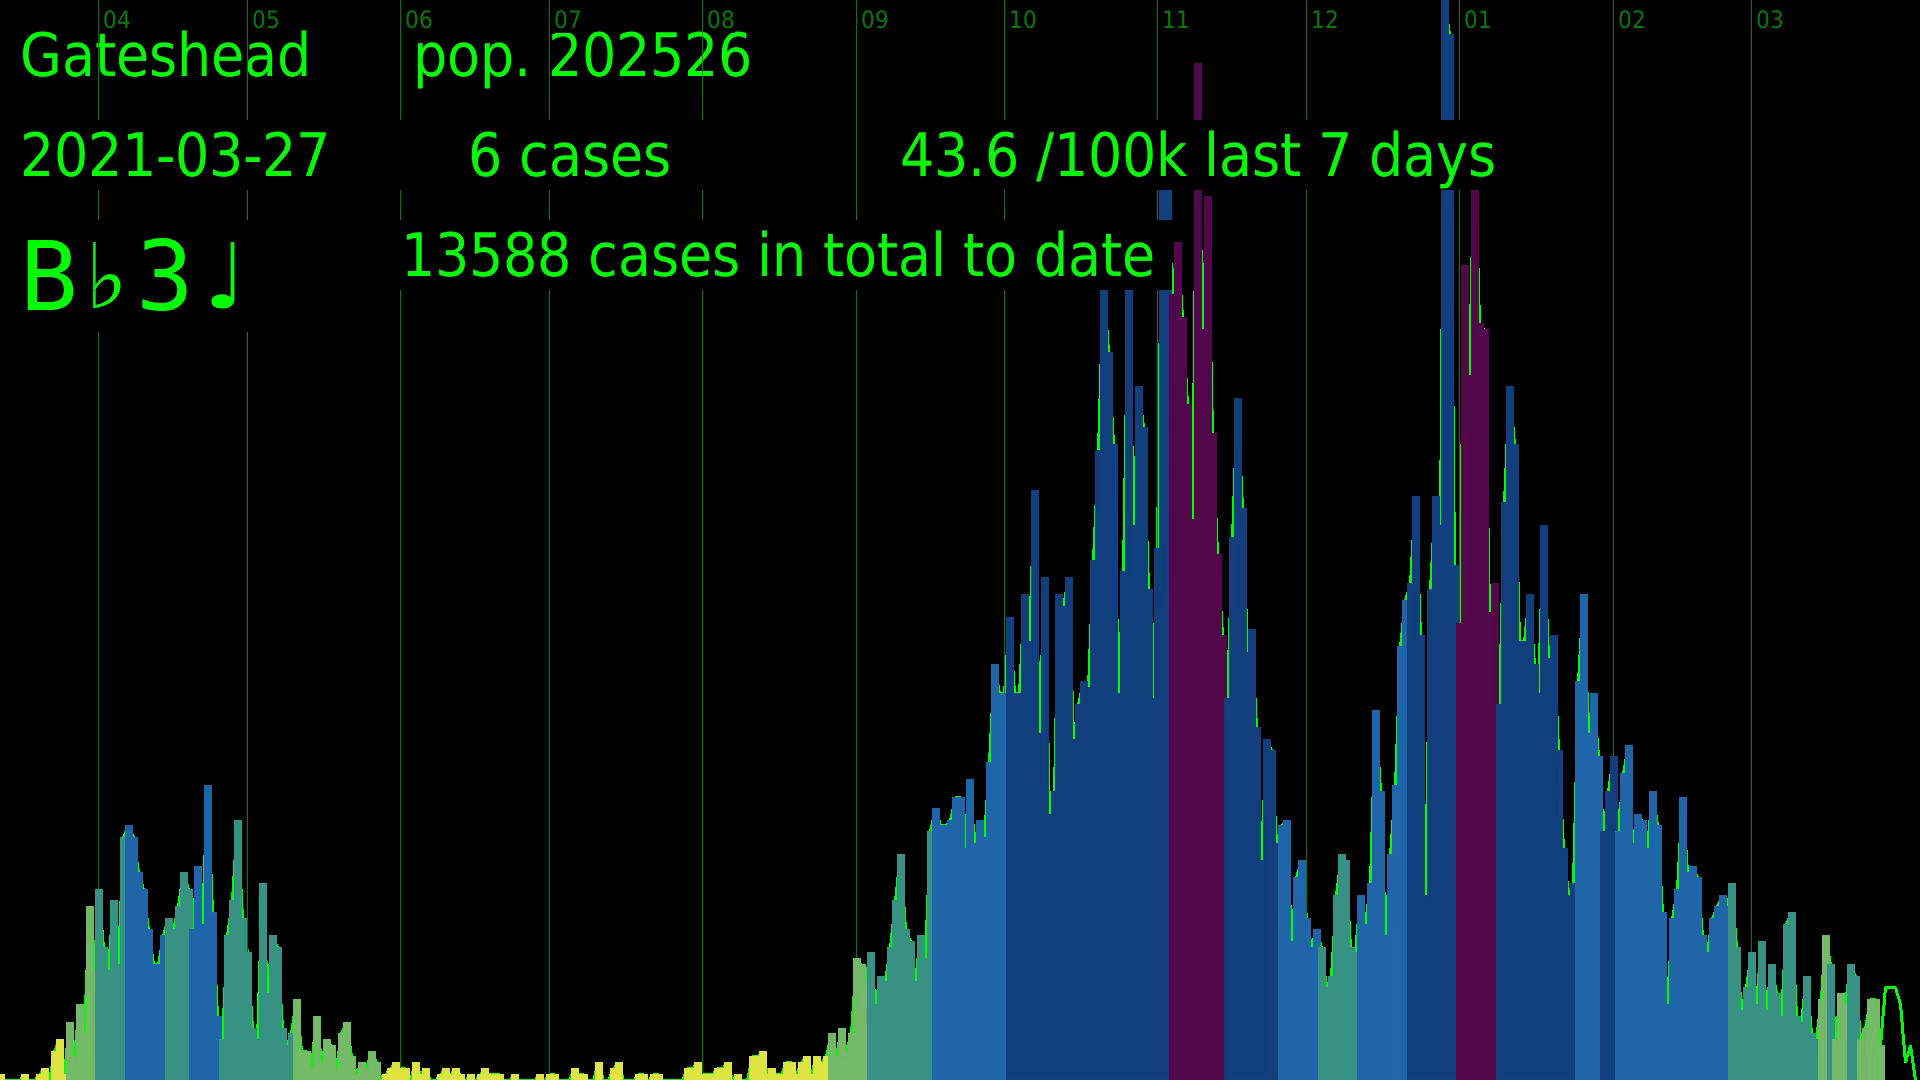 04 05 06 07 08 09 10 11 12 01 02 03
Gateshead pop. 202526
2021-03-27 6 cases 43.6 /100k last 7 days
B♭3♩ 13588 cases in total to date